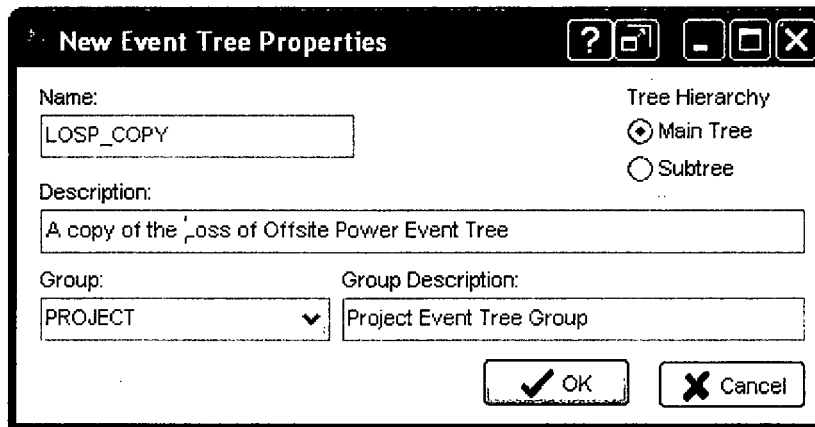 New Event Tree Properties
Name:
LOSP_COPY
Tree Hierarchy
Main Tree
Subtree
Description:
A copy of the Loss of Offsite Power Event Tree
Group:
Group Description:
PROJECT
Project Event Tree Group
OK
Cancel